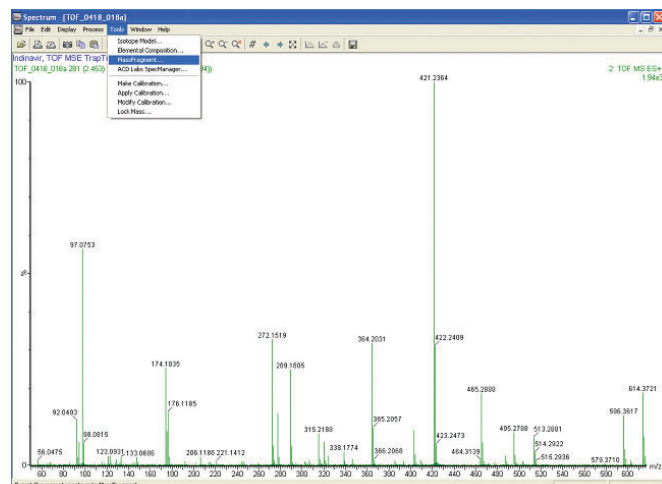 Spectrum - [TOF_0418_018a]
File Edit Display Process Tools Window Help
Isotope Model...
Elemental Composition...
MassFragment...
ACD Labs SpecManager...
Make Calibration...
Apply Calibration...
Modify Calibration...
Lock Mass...
Indinavir, TOF MSE
TOF_0418_018a 281 (2.453)
2: TOF MS ES+
1.94e3
100
%
0
421.2364
97.0753
272.1519
364.2031
422.2409
174.1035
289.1805
176.1185
465.2888
614.3721
92.0493
365.2057
596.3617
315.2188
495.2788
513.2881
98.0815
423.2473
514.2922
56.0475
123.0931
133.0686
206.1186
221.1412
338.1774
366.2068
464.3139
515.2936
579.3710
60 80 100 120 140 160 180 200 220 240 260 280 300 320 340 360 380 400 420 440 460 480 500 520 540 560 580 600
m/z